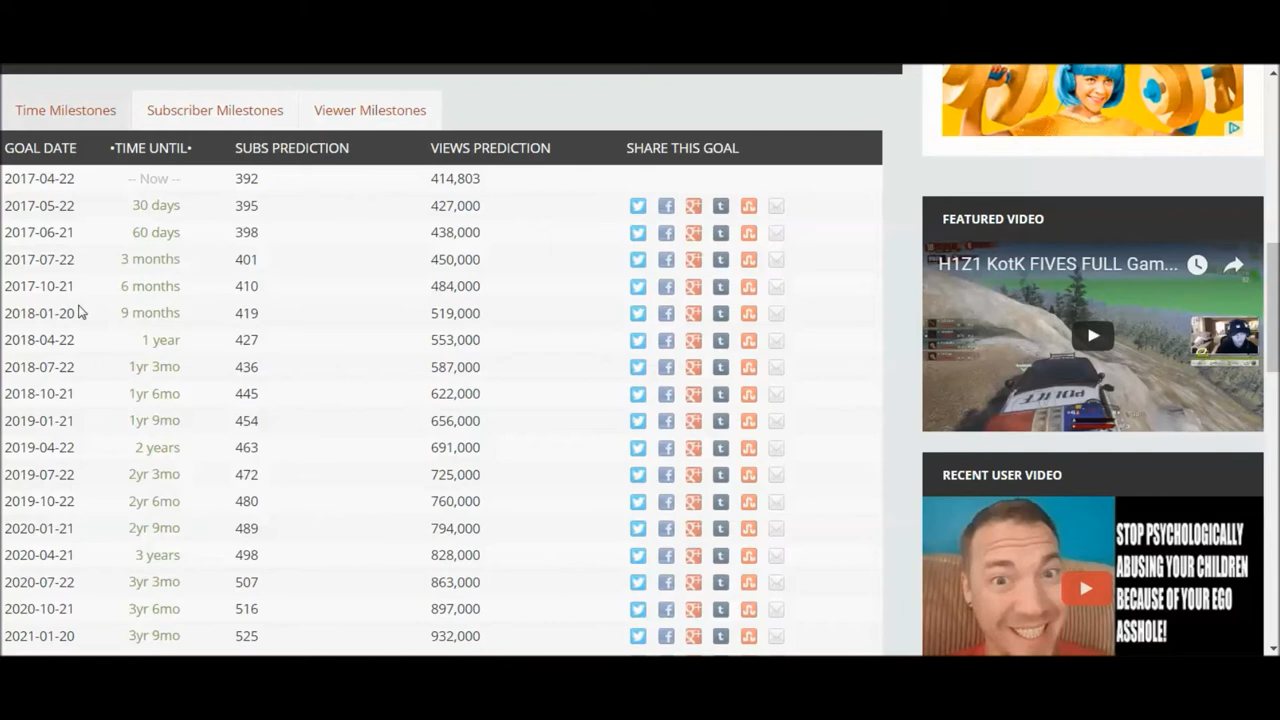 Time Milestones Subscriber Milestones Viewer Milestones
GOAL DATE •TIME UNTIL• SUBS PREDICTION VIEWS PREDICTION SHARE THIS GOAL
2017-04-22 -- Now -- 392 414,803
2017-05-22 30 days 395 427,000
2017-06-21 60 days 398 438,000
2017-07-22 3 months 401 450,000
2017-10-21 6 months 410 484,000
2018-01-20 9 months 419 519,000
2018-04-22 1 year 427 553,000
2018-07-22 1yr 3mo 436 587,000
2018-10-21 1yr 6mo 445 622,000
2019-01-21 1yr 9mo 454 656,000
2019-04-22 2 years 463 691,000
2019-07-22 2yr 3mo 472 725,000
2019-10-22 2yr 6mo 480 760,000
2020-01-21 2yr 9mo 489 794,000
2020-04-21 3 years 498 828,000
2020-07-22 3yr 3mo 507 863,000
2020-10-21 3yr 6mo 516 897,000
2021-01-20 3yr 9mo 525 932,000
FEATURED VIDEO
H1Z1 KotK FIVES FULL Gam...
POLICE
RECENT USER VIDEO
STOP PSYCHOLOGICALLY
ABUSING YOUR CHILDREN
BECAUSE OF YOUR EGO
ASSHOLE!